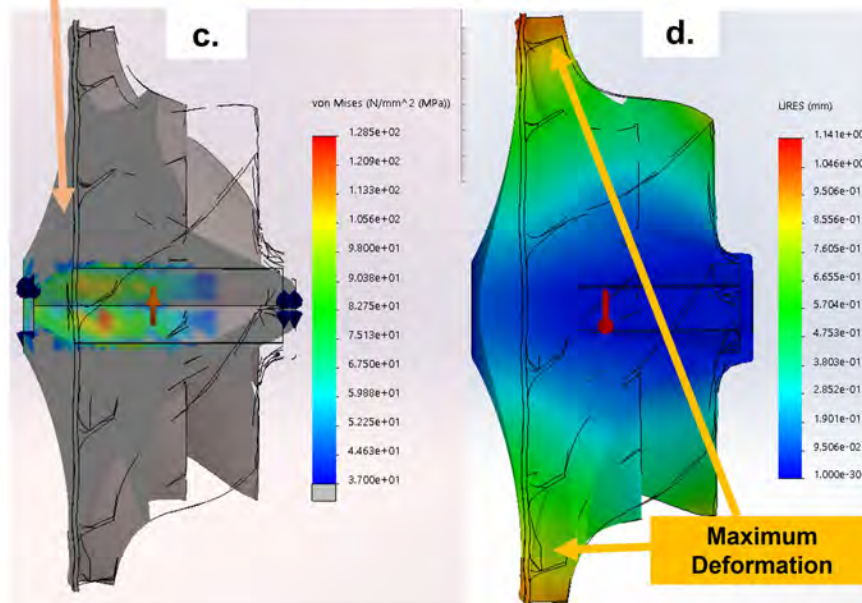 c.
von Mises (N/mm^2 (MPa))
1.285e+02
1.209e+02
1.133e+02
1.056e+02
9.800e+01
9.038e+01
8.275e+01
7.513e+01
6.750e+01
5.988e+01
5.225e+01
4.463e+01
3.700e+01
d.
URES (mm)
1.141e+00
1.046e+00
9.506e-01
8.556e-01
7.605e-01
6.655e-01
5.704e-01
4.753e-01
3.803e-01
2.852e-01
1.901e-01
9.506e-02
1.000e-30
Maximum
Deformation